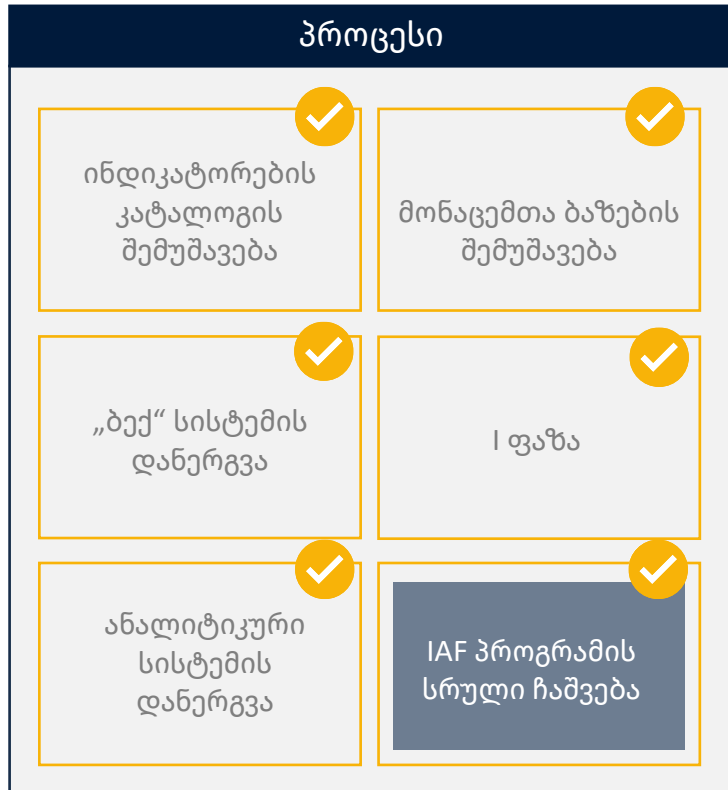 პროცესი
ინდიკატორების
კატალოგის
შემუშავება
მონაცემთა ბაზების
შემუშავება
„ბექ“ სისტემის
დანერგვა
I ფაზა
ანალიტიკური
სისტემის
დანერგვა
IAF პროგრამის
სრული ჩაშვება